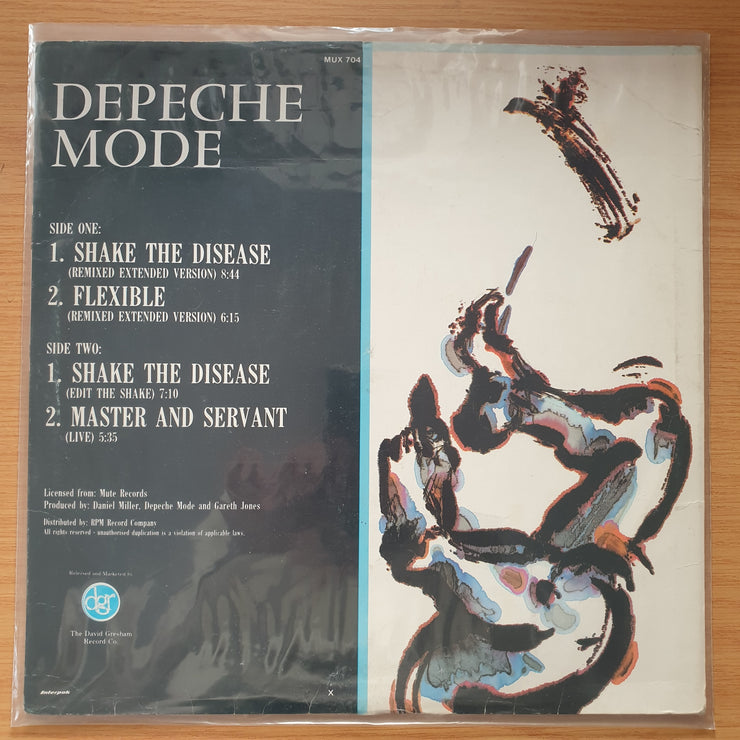 MUX 704
DEPECHE
MODE
SIDE ONE:
1. SHAKE THE DISEASE
(REMIXED EXTENDED VERSION) 8:44
2. FLEXIBLE
(REMIXED EXTENDED VERSION) 6:15
SIDE TWO:
1. SHAKE THE DISEASE
(EDIT THE SHAKE) 7:10
2. MASTER AND SERVANT
(LIVE) 5:35
Licensed from: Mute Records
Produced by: Daniel Miller, Depeche Mode and Gareth Jones
Distributed by: RPM Record Company
All rights reserved - unauthorised duplication is a violation of applicable laws.
Released and Marketed by
dgr
The David Gresham
Record Co.
Interpak
X